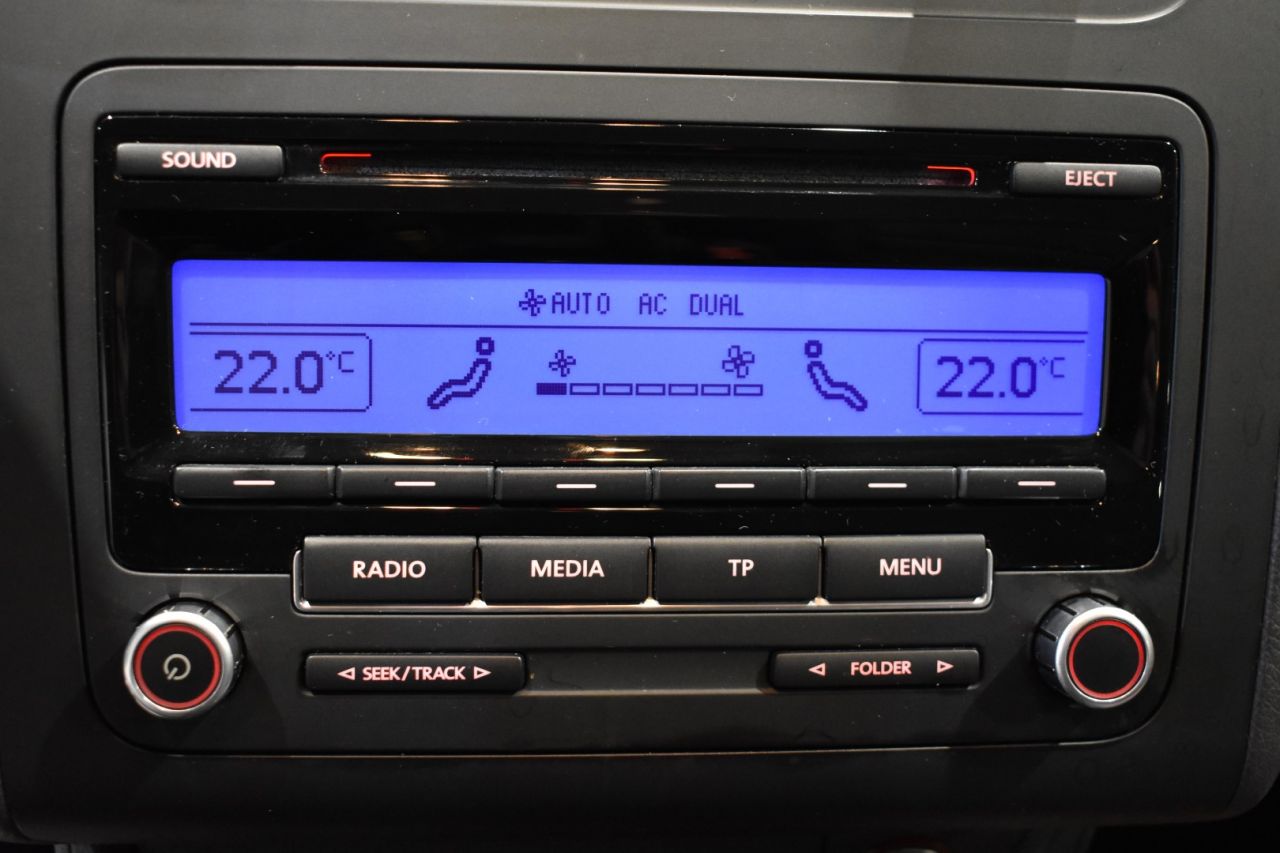 SOUND
EJECT
AUTO AC DUAL
22.0°C
22.0°C
RADIO
MEDIA
TP
MENU
SEEK/TRACK
FOLDER